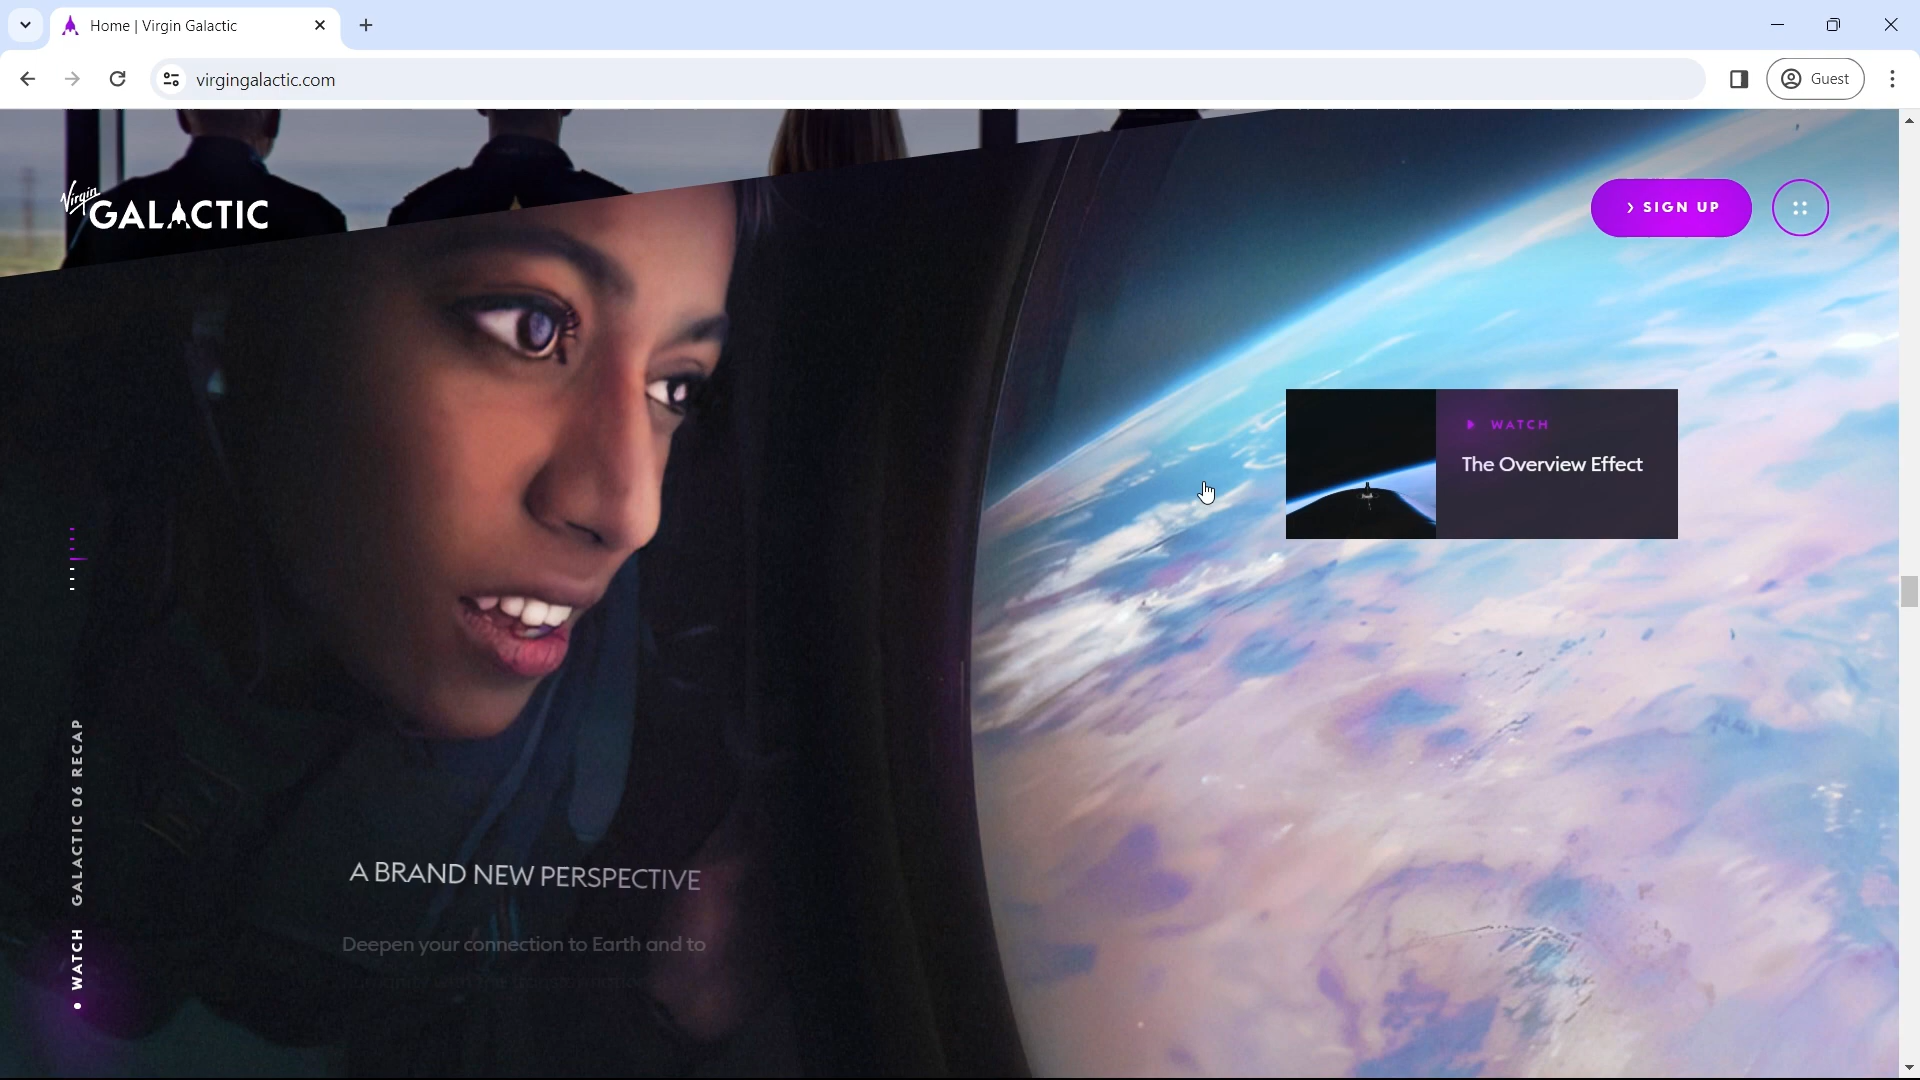 Home | Virgin Galactic
virgingalactic.com
Guest
Virgin
GALACTIC
SIGN UP
WATCH
The Overview Effect
WATCH GALACTIC 06 RECAP
A BRAND NEW PERSPECTIVE
Deepen your connection to Earth and to